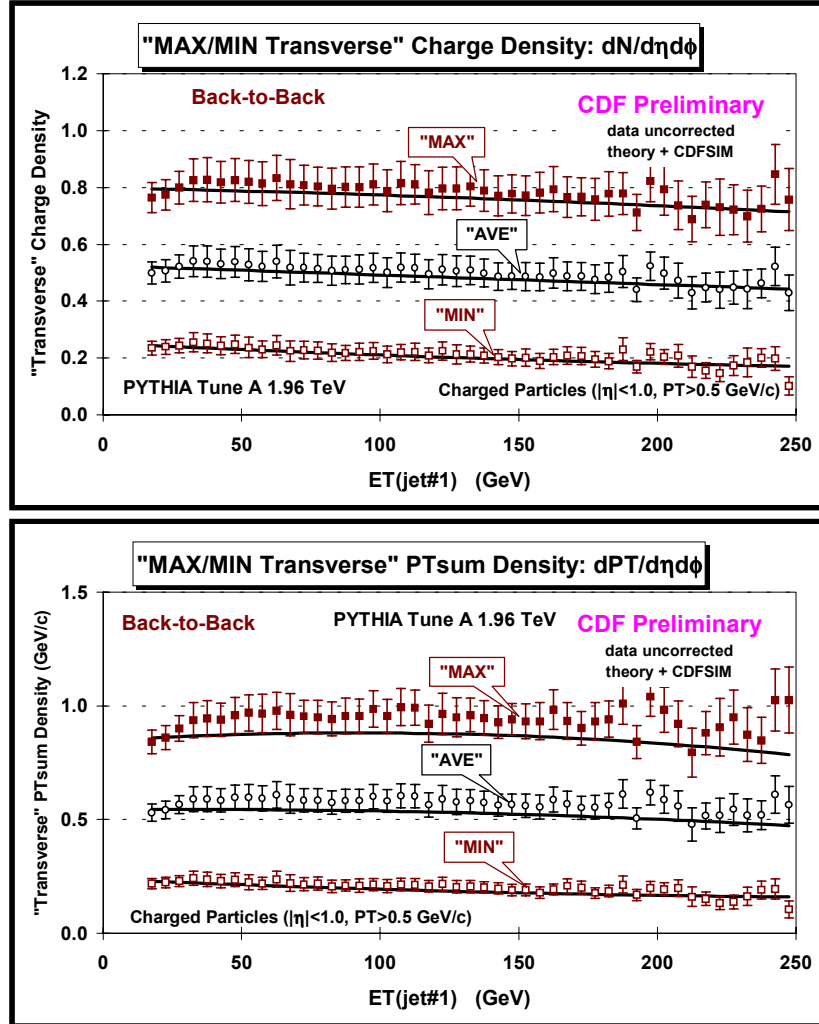 "MAX/MIN Transverse" Charge Density: dN/dηdϕ
1.2
1.0
0.8
0.6
0.4
0.2
0.0
"Transverse" Charge Density
Back-to-Back
CDF Preliminary
data uncorrected
theory + CDFSIM
"MAX"
"AVE"
"MIN"
PYTHIA Tune A 1.96 TeV
Charged Particles (|η|<1.0, PT>0.5 GeV/c)
0 50 100 150 200 250
ET(jet#1) (GeV)
"MAX/MIN Transverse" PTsum Density: dPT/dηdϕ
1.5
1.0
0.5
0.0
"Transverse" PTsum Density (GeV/c)
Back-to-Back
PYTHIA Tune A 1.96 TeV
CDF Preliminary
data uncorrected
theory + CDFSIM
"MAX"
"AVE"
"MIN"
Charged Particles (|η|<1.0, PT>0.5 GeV/c)
0 50 100 150 200 250
ET(jet#1) (GeV)